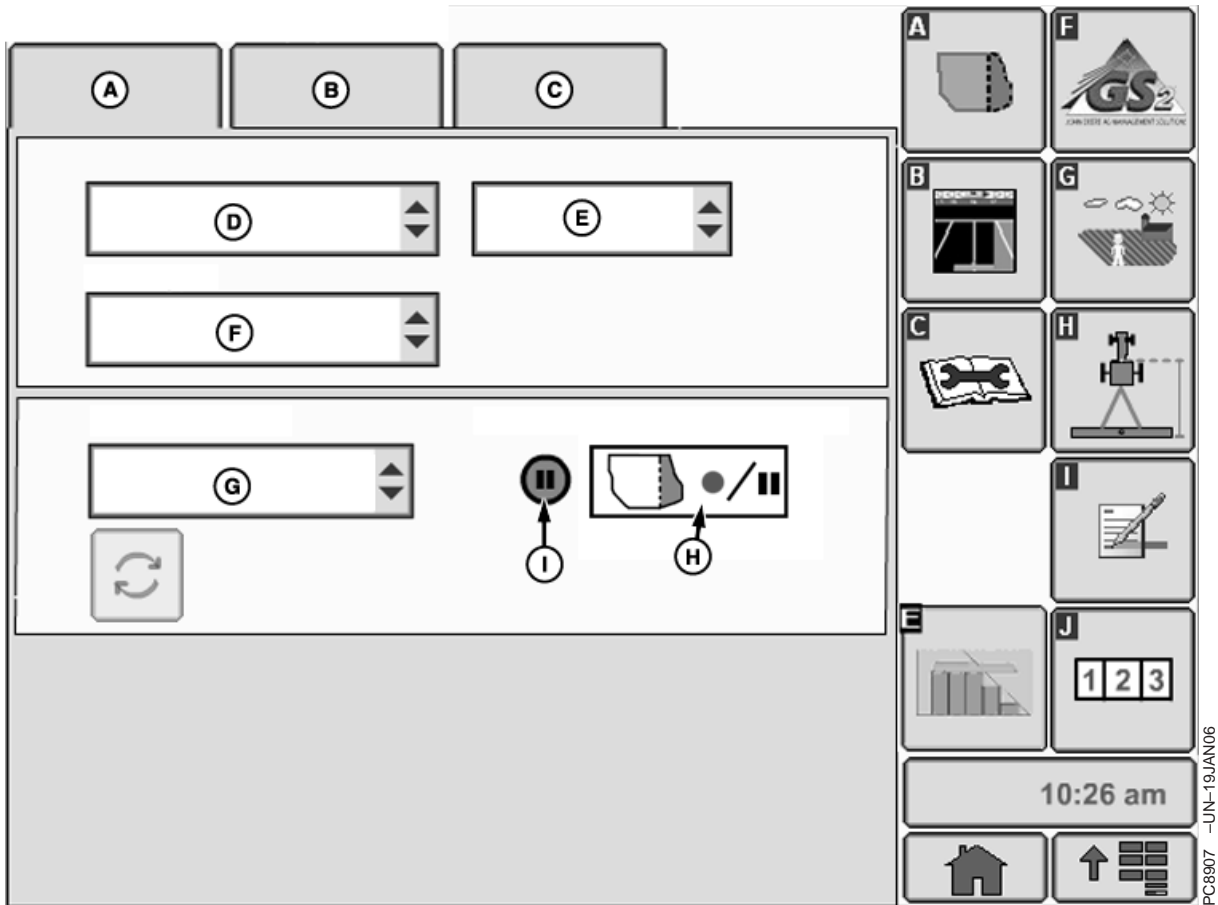 A
B
C
D
E
F
G
H
I
A
F
GS2
JOHN DEERE AG MANAGEMENT SOLUTIONS
B
G
C
H
I
E
J
1 2 3
10:26 am
PC8907 –UN–19JAN06